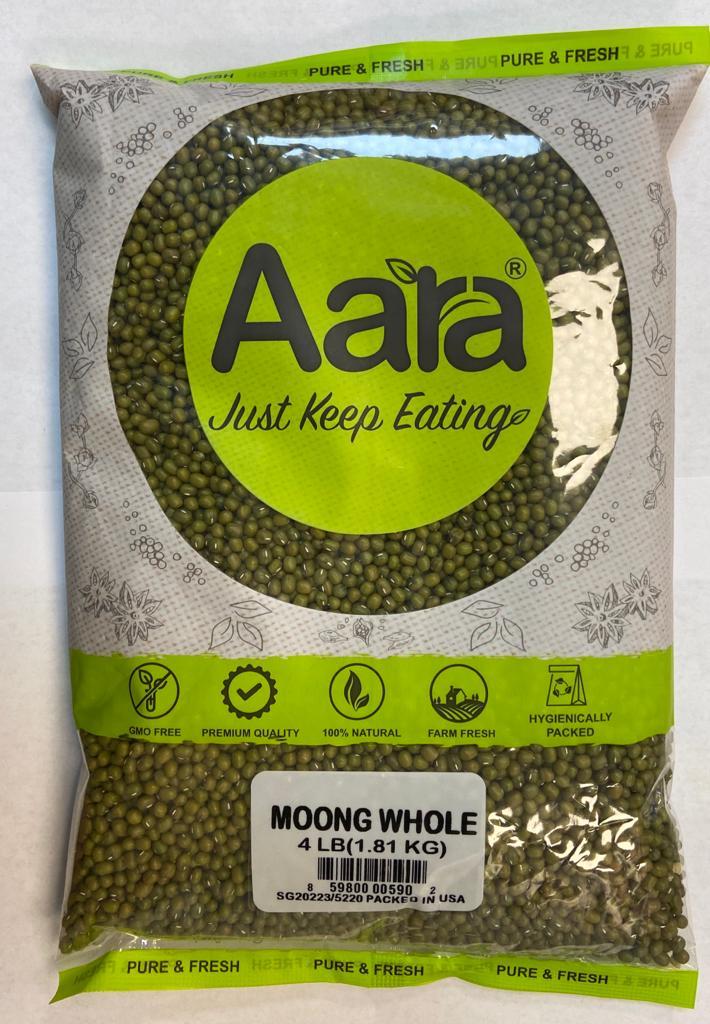 PURE & FRESH PURE & FRESH PURE & FRESH
Aara®
Just Keep Eating
GMO FREE
PREMIUM QUALITY
100% NATURAL
FARM FRESH
HYGIENICALLY
PACKED
MOONG WHOLE
4 LB(1.81 KG)
8 59800 00590 2
SG20223/5220 PACKED IN USA
PURE & FRESH PURE & FRESH PURE & FRESH